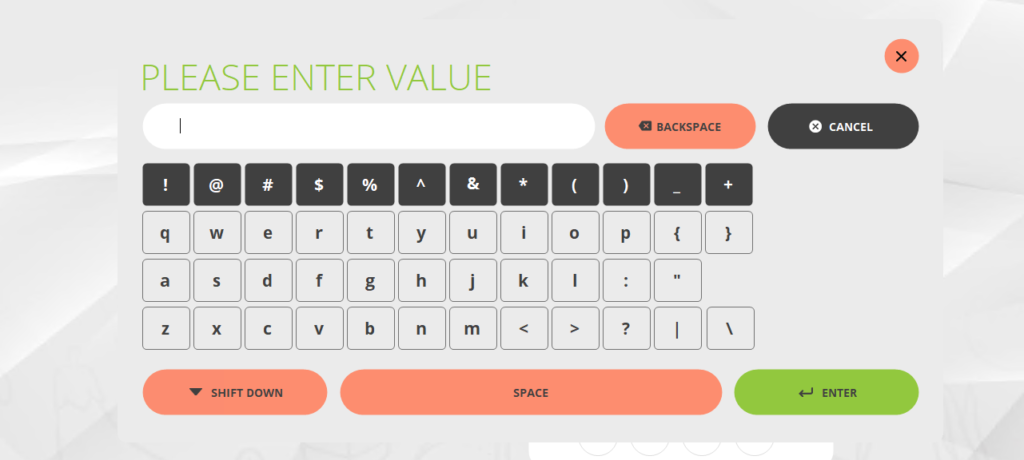 PLEASE ENTER VALUE
BACKSPACE CANCEL
! @ # $ % ^ & * ( ) _ +
q w e r t y u i o p { }
a s d f g h j k l : "
z x c v b n m < > ? | \
SHIFT DOWN SPACE ENTER